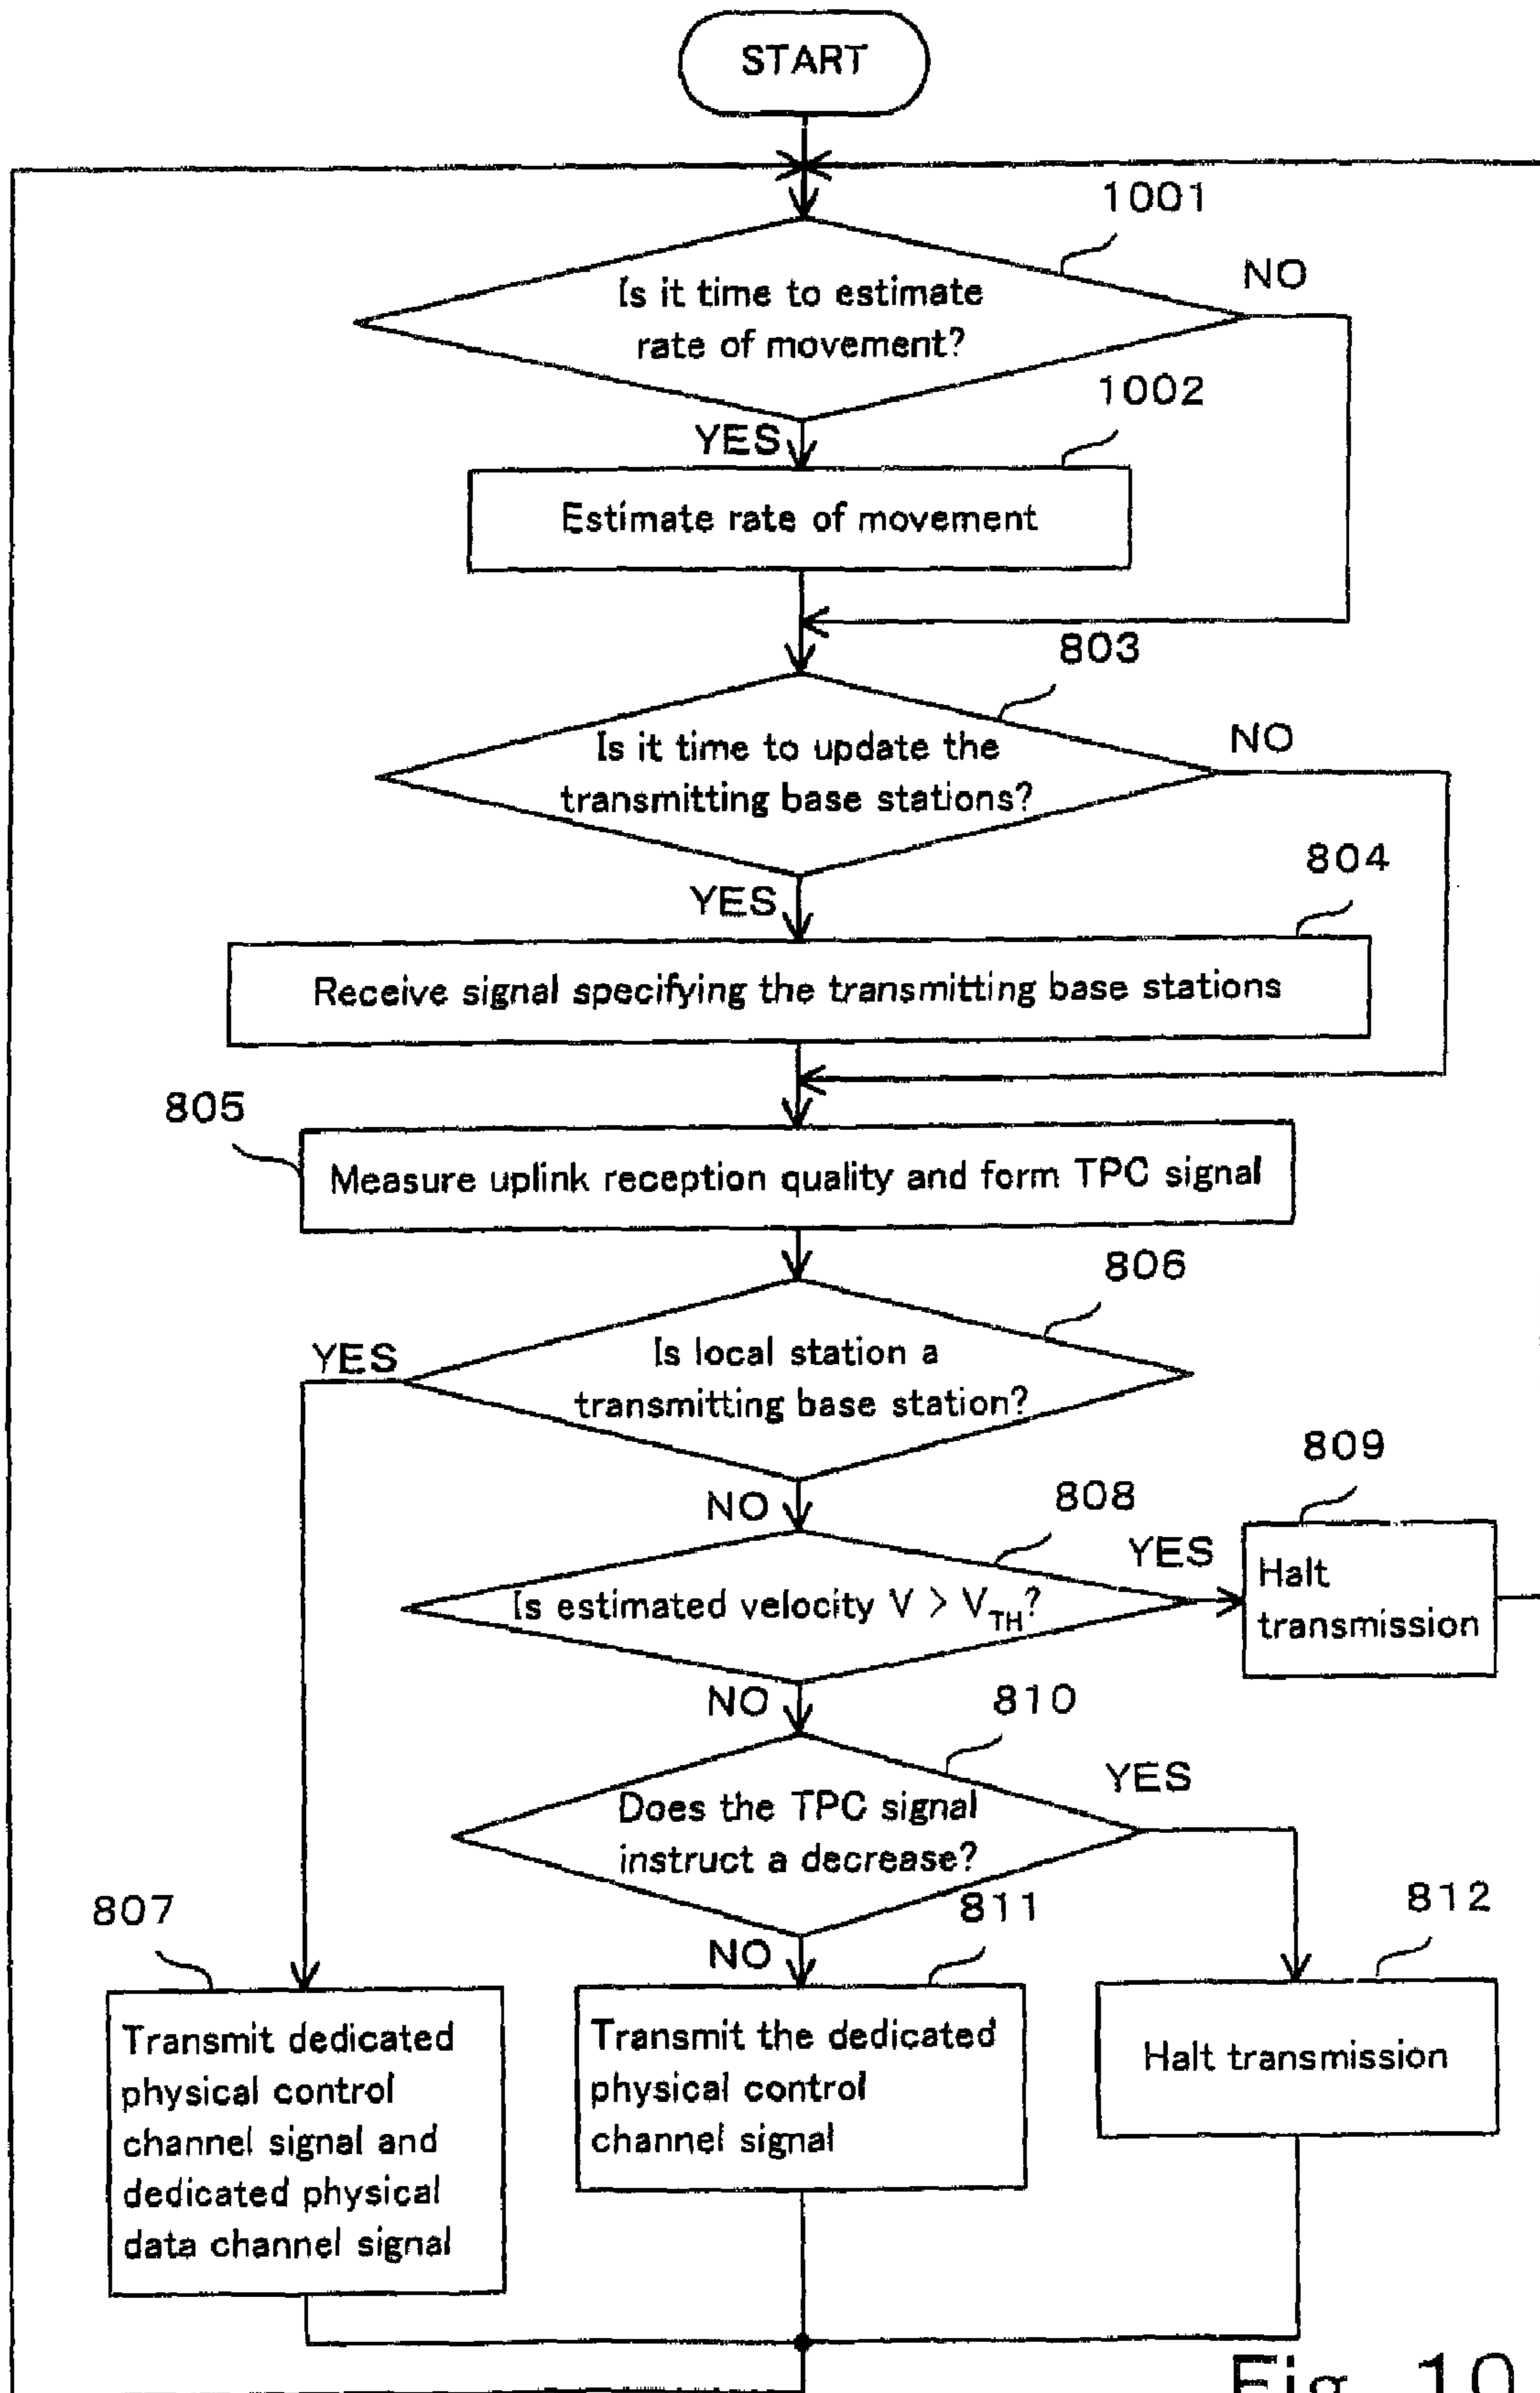 START
1001
Is it time to estimate
rate of movement?
NO
1002
YES
Estimate rate of movement
803
Is it time to update the
transmitting base stations?
NO
804
YES
Receive signal specifying the transmitting base stations
805
Measure uplink reception quality and form TPC signal
806
YES
Is local station a
transmitting base station?
809
NO
808
YES
Halt
transmission
Is estimated velocity V > VTH?
NO
810
YES
Does the TPC signal
instruct a decrease?
807
811
812
NO
Transmit dedicated
physical control
channel signal and
dedicated physical
data channel signal
Transmit the dedicated
physical control
channel signal
Halt transmission
Fig. 10